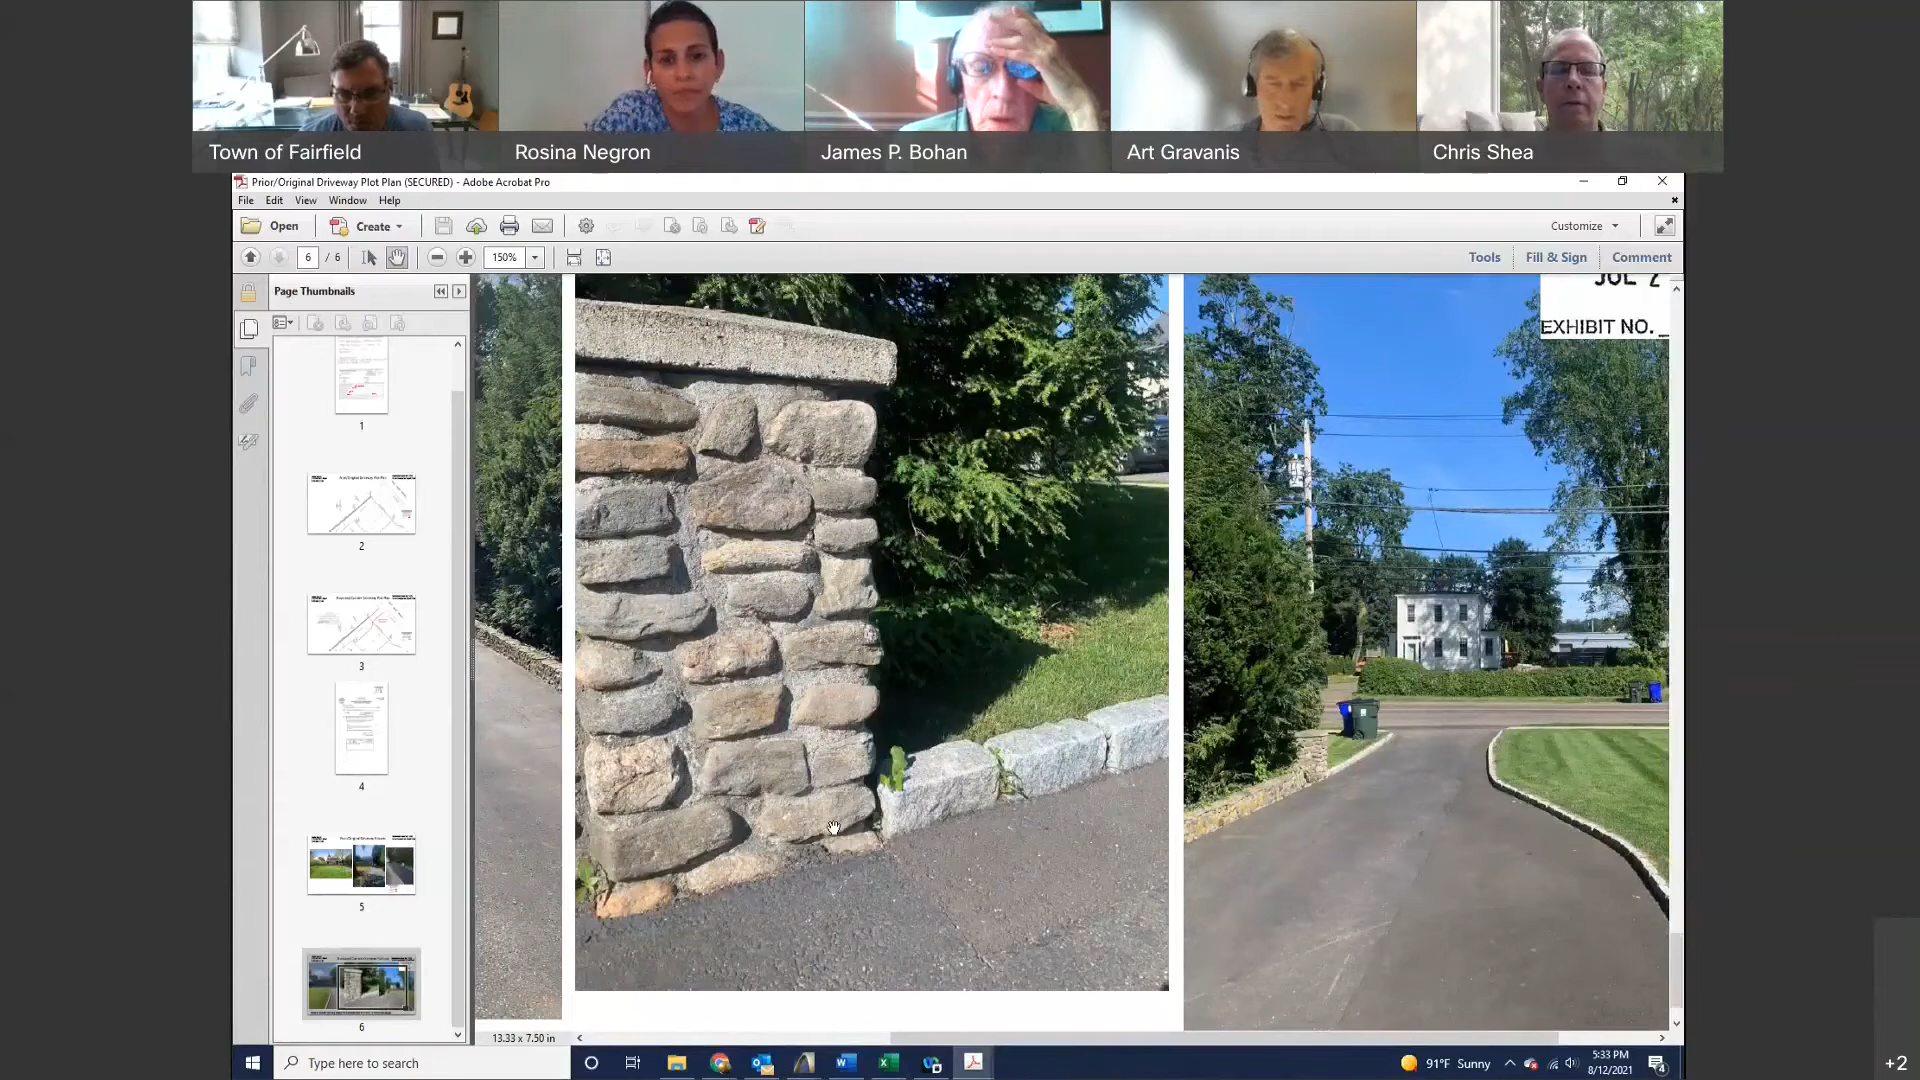 Town of Fairfield
Rosina Negron
James P. Bohan
Art Gravanis
Chris Shea
Prior/Original Driveway Plot Plan (SECURED) - Adobe Acrobat Pro
File Edit View Window Help
Open
Create
Customize
6 / 6
150%
Tools
Fill & Sign
Comment
Page Thumbnails
1
2
3
4
5
6
JUL 2
EXHIBIT NO. _
13.33 x 7.50 in
Type here to search
91°F Sunny
5:33 PM
8/12/2021
4
+2